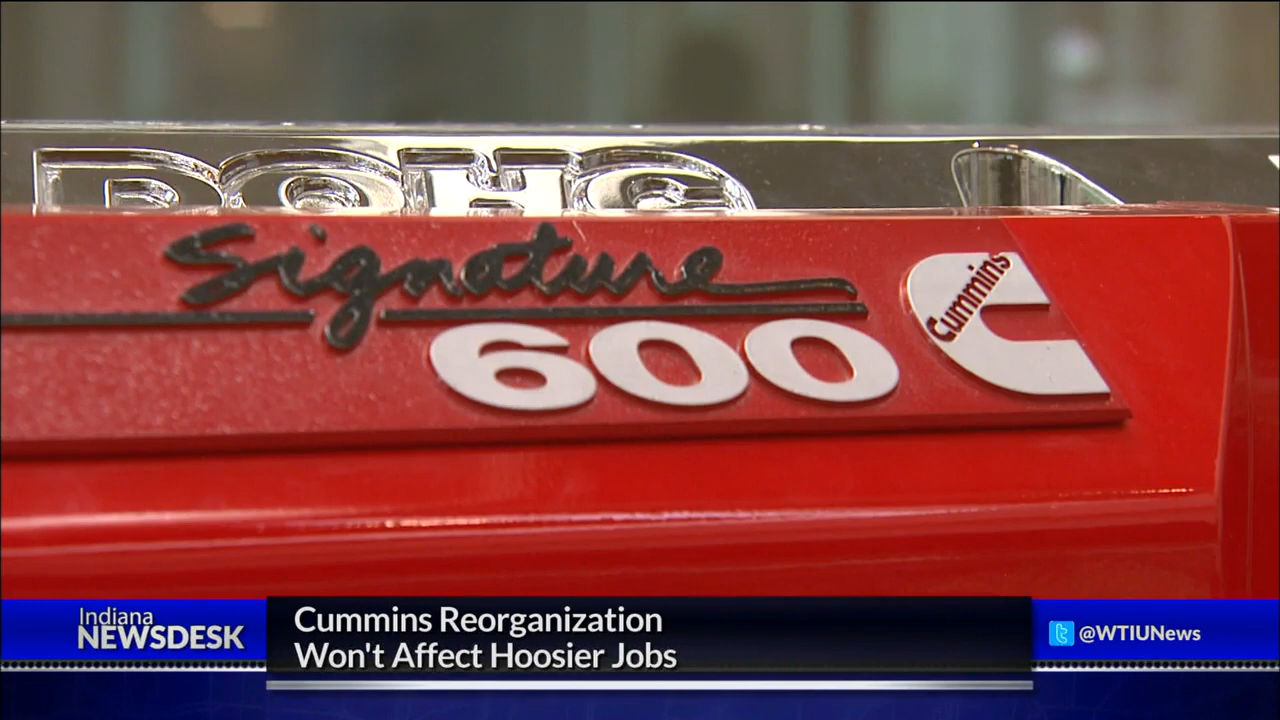 DOHC
Signature
600
Cummins
Indiana
NEWSDESK
Cummins Reorganization
Won't Affect Hoosier Jobs
@WTIUNews